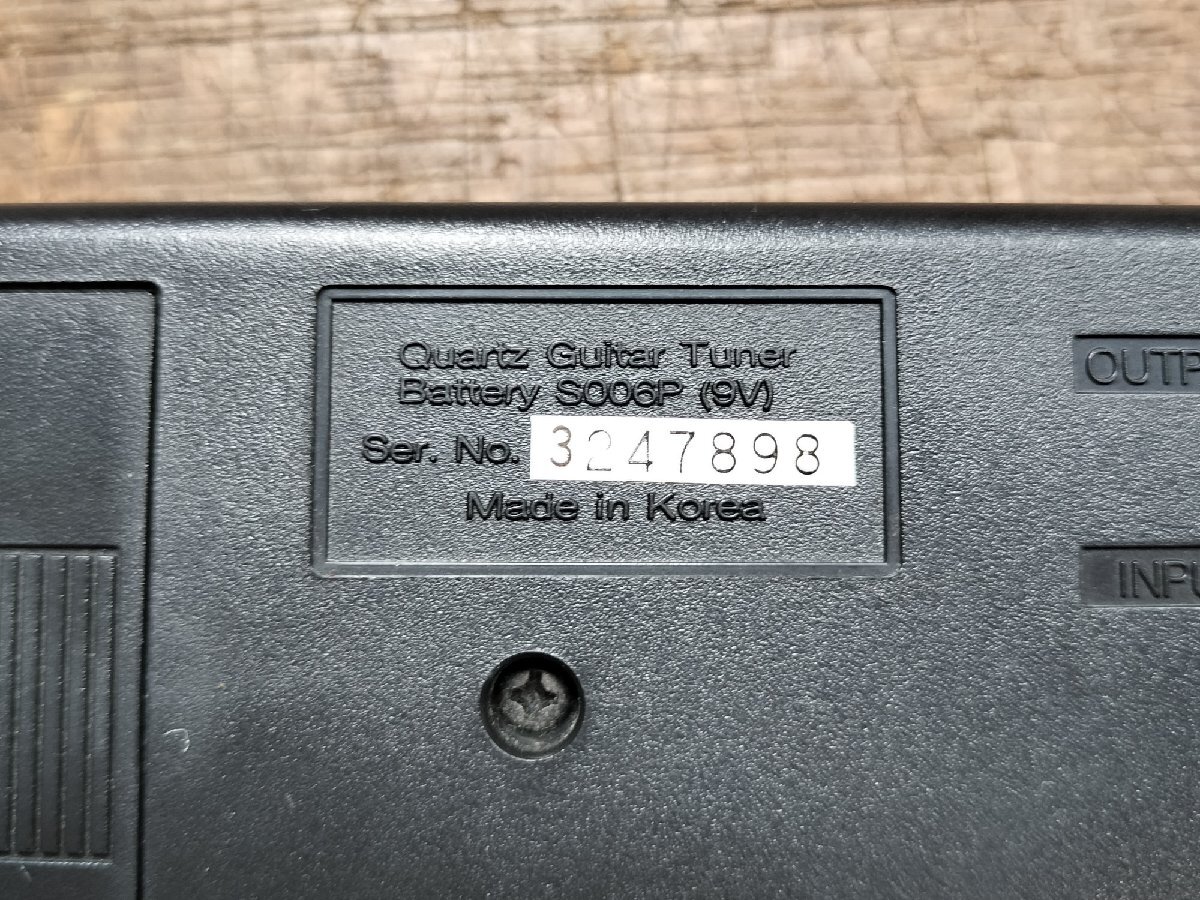 Quartz Guitar Tuner
Battery S006P (9V)
Ser. No. 3247898
Made in Korea
OUTP
INPU